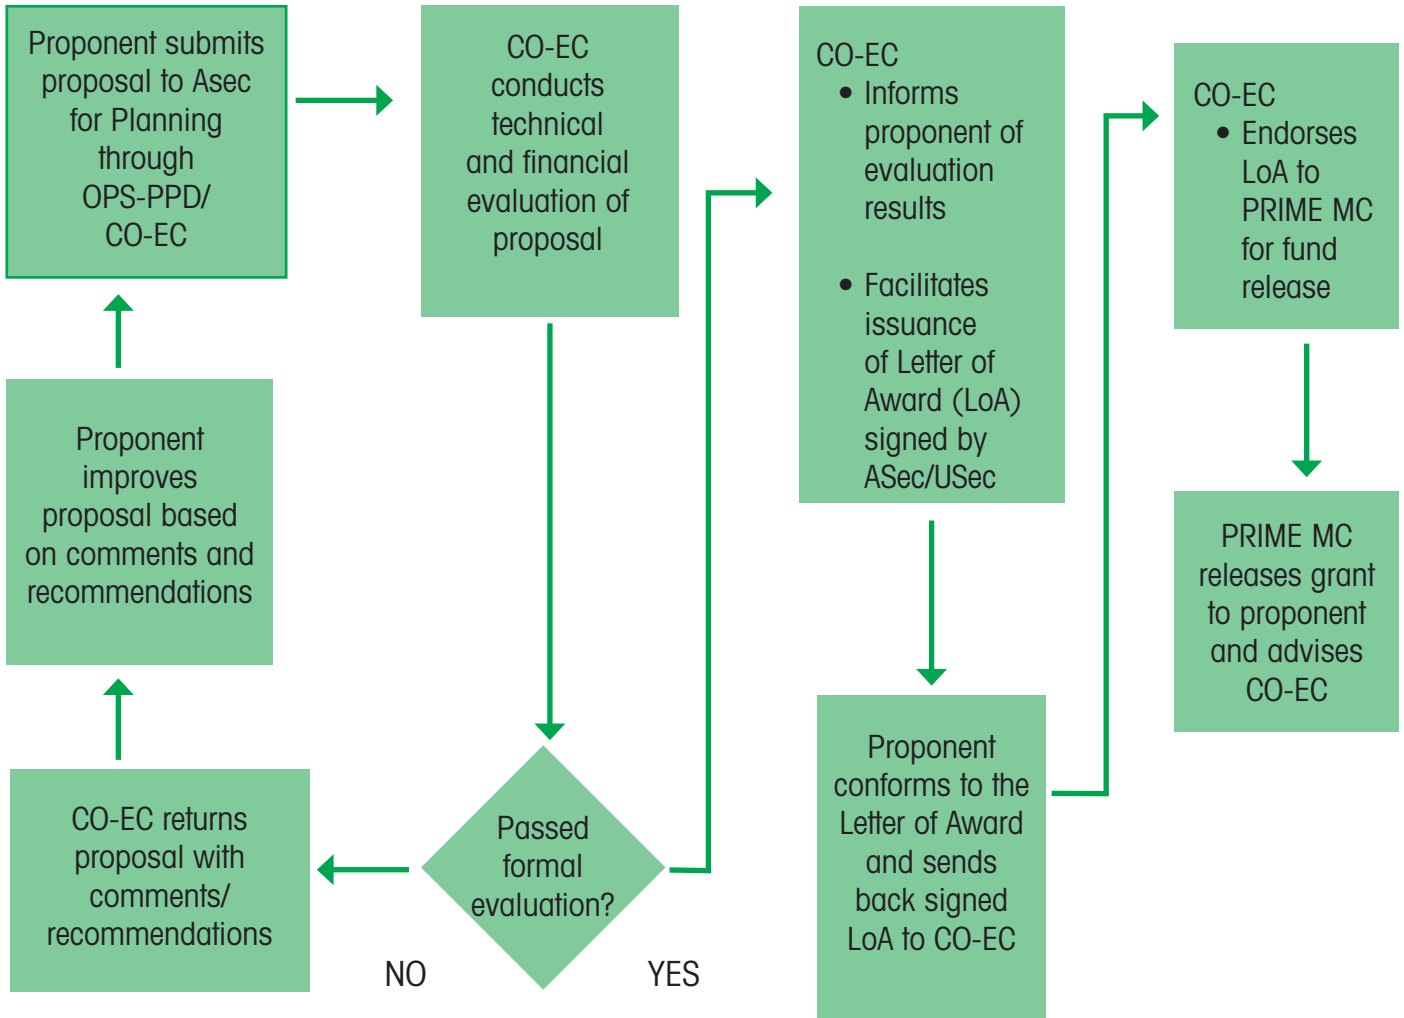 Proponent submits
proposal to Asec
for Planning
through
OPS-PPD/
CO-EC
CO-EC
conducts
technical
and financial
evaluation of
proposal
Passed
formal
evaluation?
NO
YES
CO-EC returns
proposal with
comments/
recommendations
Proponent
improves
proposal based
on comments and
recommendations
CO-EC
• Informs
proponent of
evaluation
results
• Facilitates
issuance
of Letter of
Award (LoA)
signed by
ASec/USec
Proponent
conforms to the
Letter of Award
and sends
back signed
LoA to CO-EC
CO-EC
• Endorses
LoA to
PRIME MC
for fund
release
PRIME MC
releases grant
to proponent
and advises
CO-EC